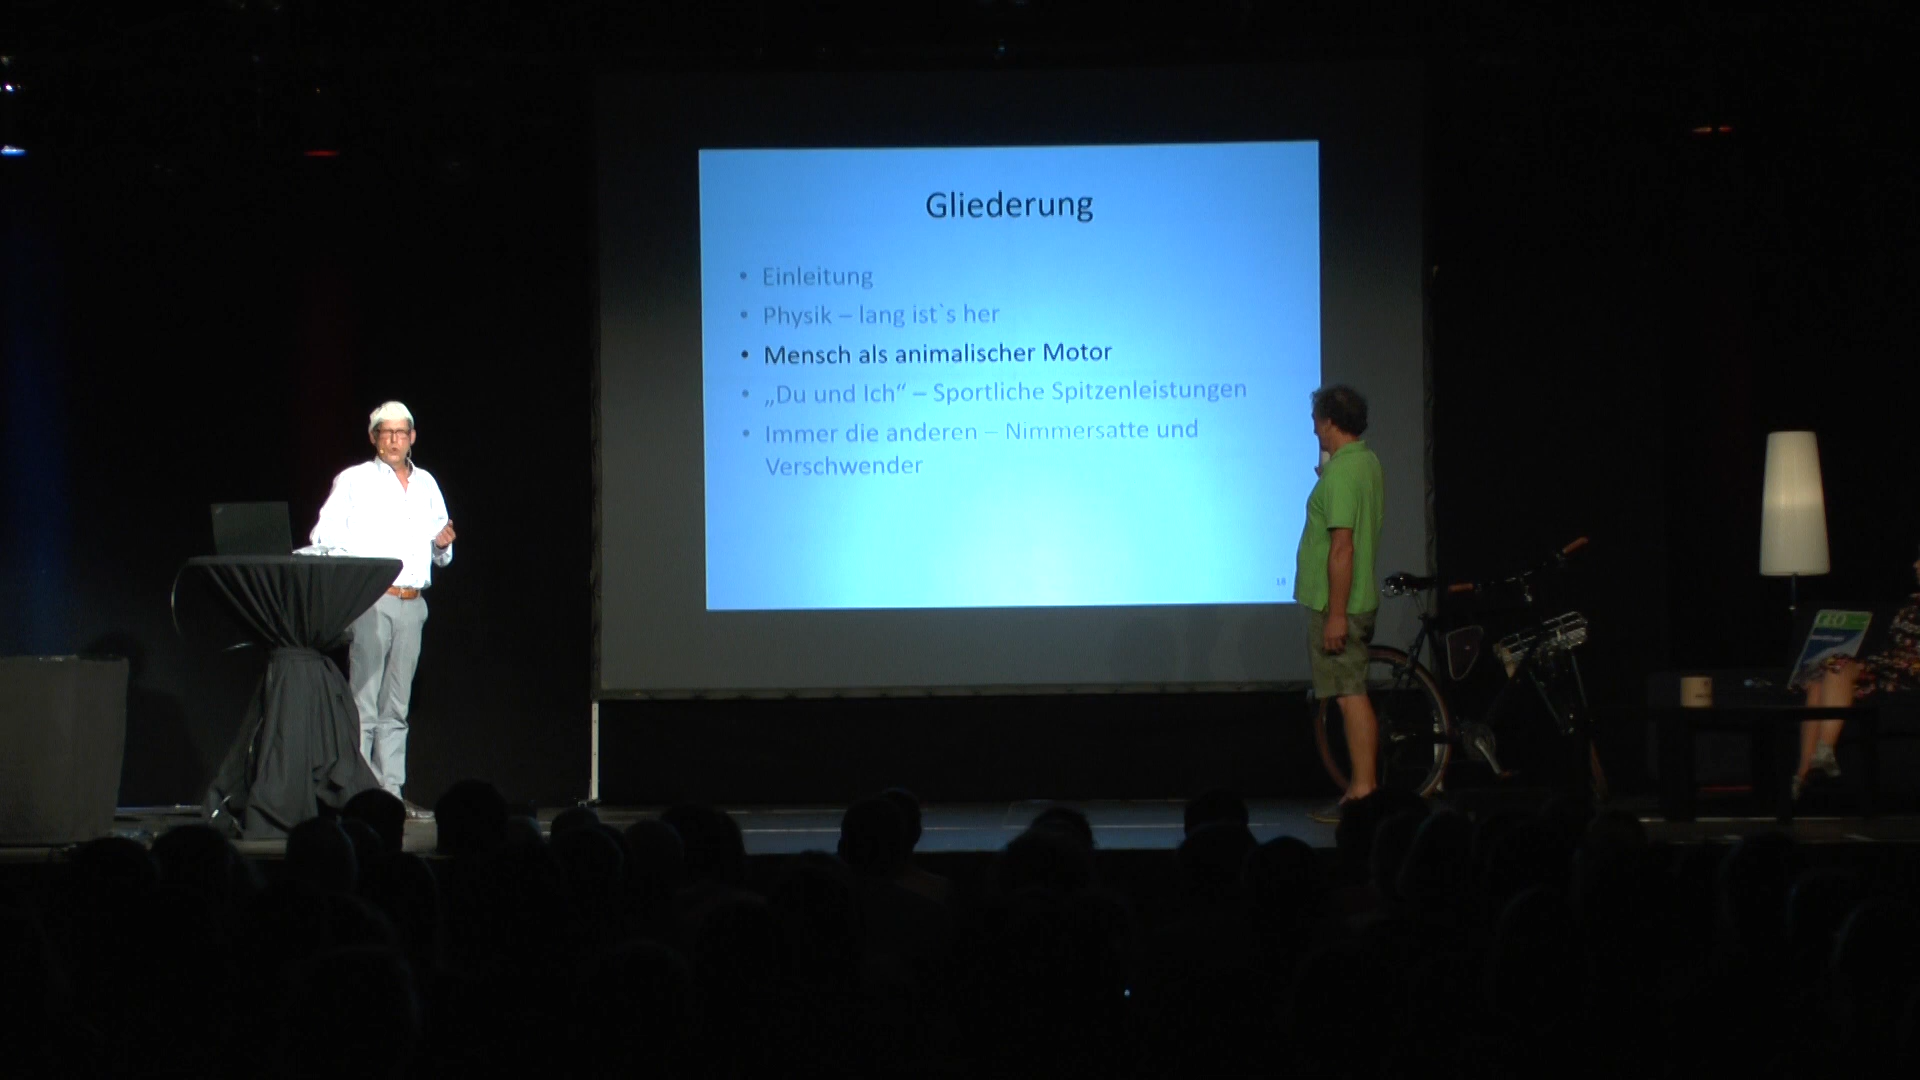 Gliederung
• Einleitung
• Physik – lang ist`s her
• Mensch als animalischer Motor
• „Du und Ich“ – Sportliche Spitzenleistungen
• Immer die anderen – Nimmersatte und
Verschwender